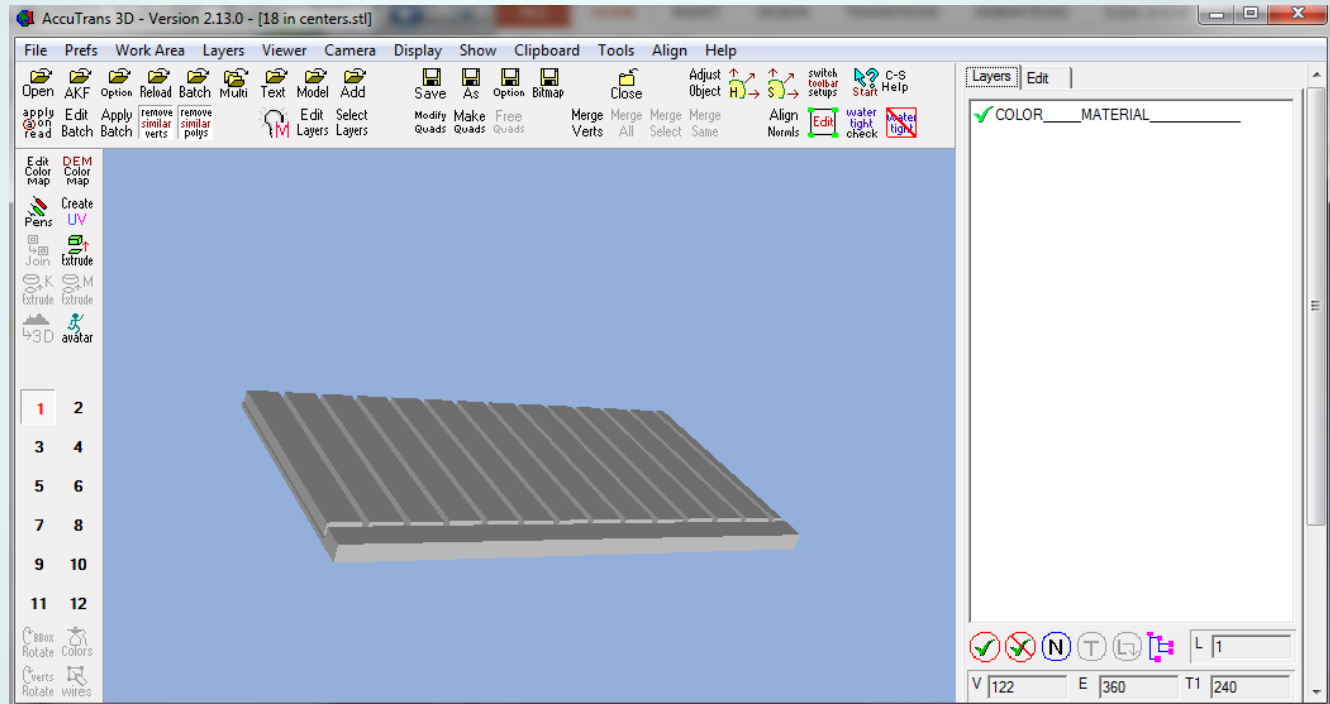 AccuTrans 3D - Version 2.13.0 - [18 in centers.stl]
File Prefs Work Area Layers Viewer Camera Display Show Clipboard Tools Align Help
Open AKF Option Reload Batch Multi Text Model Add Save As Option Bitmap Close Adjust Object H S switch toolbar setups Start C-S Help
apply @ on read Edit Batch Apply Batch remove similar verts remove similar polys M Edit Layers Select Layers Modify Quads Make Quads Free Quads Merge Verts Merge All Merge Select Merge Same Align Normls Edit water tight check water tight
Layers Edit
COLOR_____MATERIAL____________
Edit Color Map DEM Color Map
Pens Create UV
Join Extrude
K Extrude M Extrude
3D avatar
1 2
3 4
5 6
7 8
9 10
11 12
BBox Rotate Colors
verts Rotate wires
N T L 1
V 122 E 360 T1 240